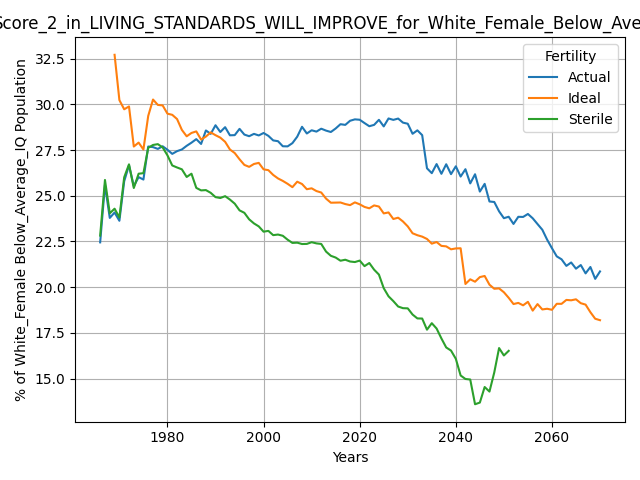 Score_2_in_LIVING_STANDARDS_WILL_IMPROVE_for_White_Female_Below_Ave
% of White_Female Below_Average_IQ Population
32.5
30.0
27.5
25.0
22.5
20.0
17.5
15.0
Fertility
Actual
Ideal
Sterile
1980
2000
2020
2040
2060
Years